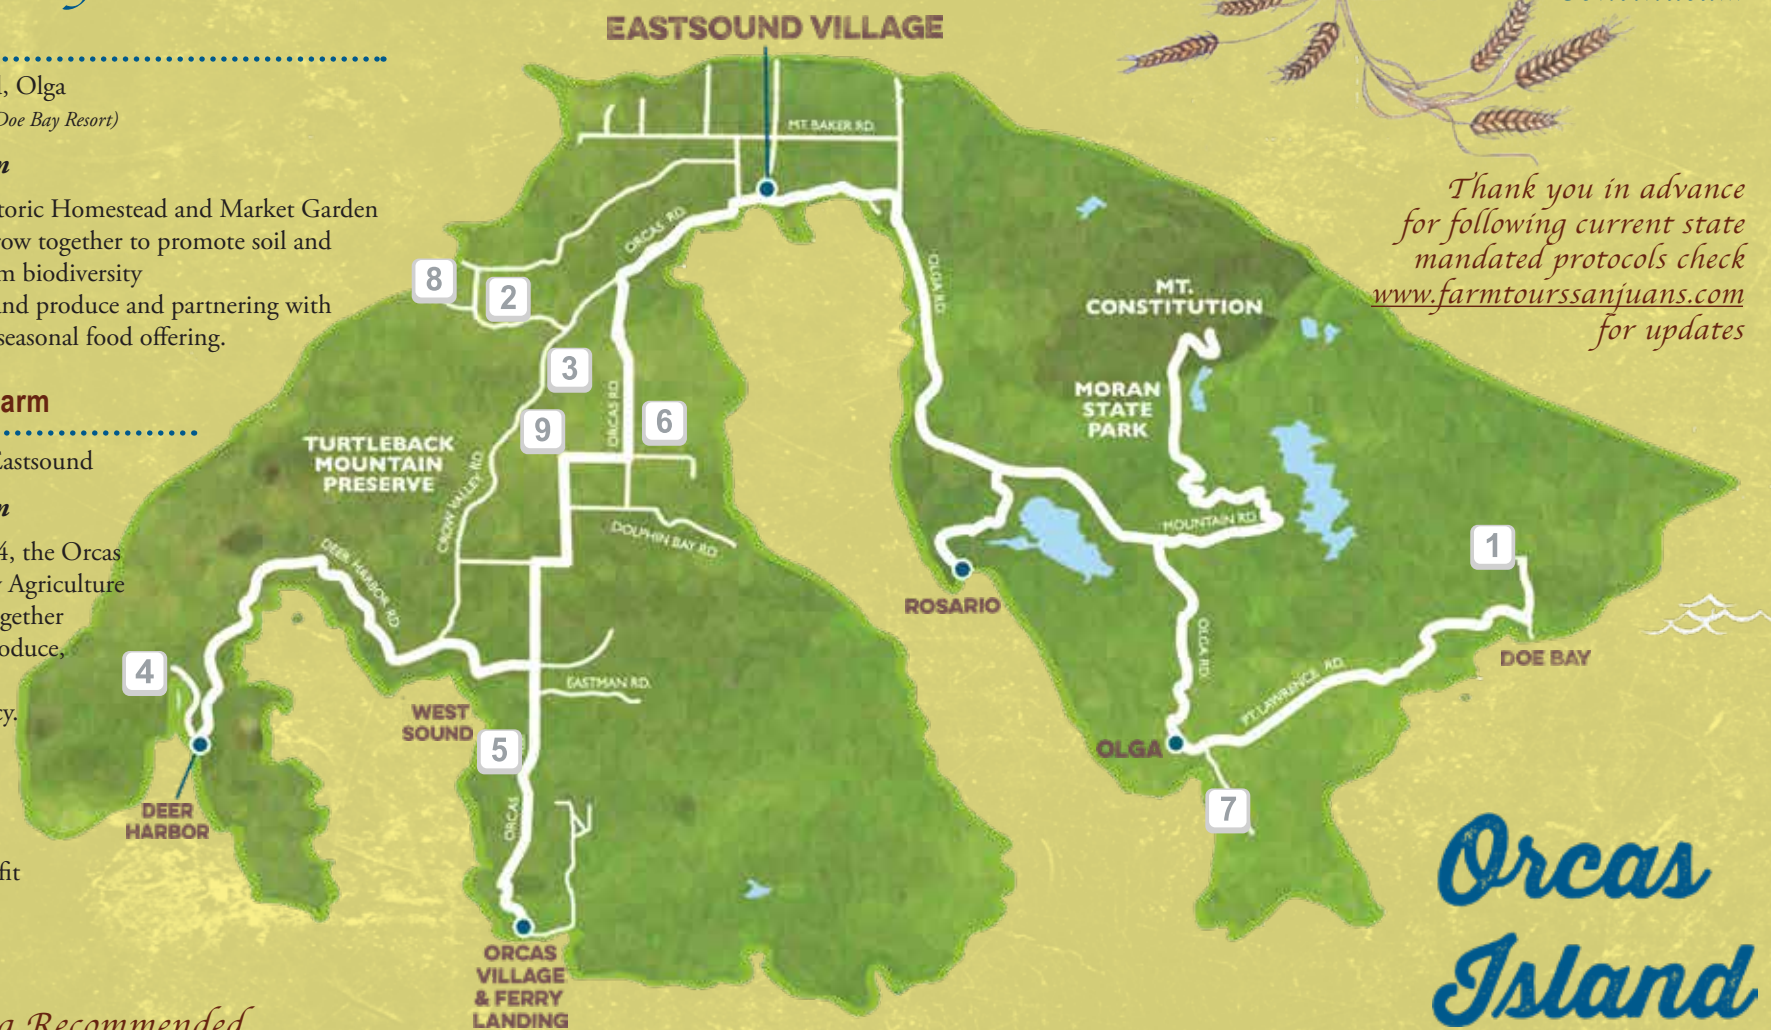 , Olga
Doe Bay Resort)
toric Homestead and Market Garden
row together to promote soil and
m biodiversity
and produce and partnering with
seasonal food offering.
arm
Eastsound
4, the Orcas
Agriculture
gether
oduce,
cy.
fit
a Recommended
EASTSOUND VILLAGE
MT. BAKER RD.
ORCAS RD.
OLGA RD.
8
2
3
9
6
ORCAS RD
TURTLEBACK
MOUNTAIN
PRESERVE
CROW VALLEY RD
DOLPHIN BAY RD
DEER HARBOR RD
4
WEST
SOUND
EASTMAN RD.
5
DEER
HARBOR
ORCAS
ORCAS
VILLAGE
& FERRY
LANDING
MT.
CONSTITUTION
MORAN
STATE
PARK
MOUNTAIN RD
ROSARIO
OLGA RD.
1
DOE BAY
PT. LAWRENCE RD.
OLGA
7
Thank you in advance
for following current state
mandated protocols check
www.farmtourssanjuans.com
for updates
Orcas
Island